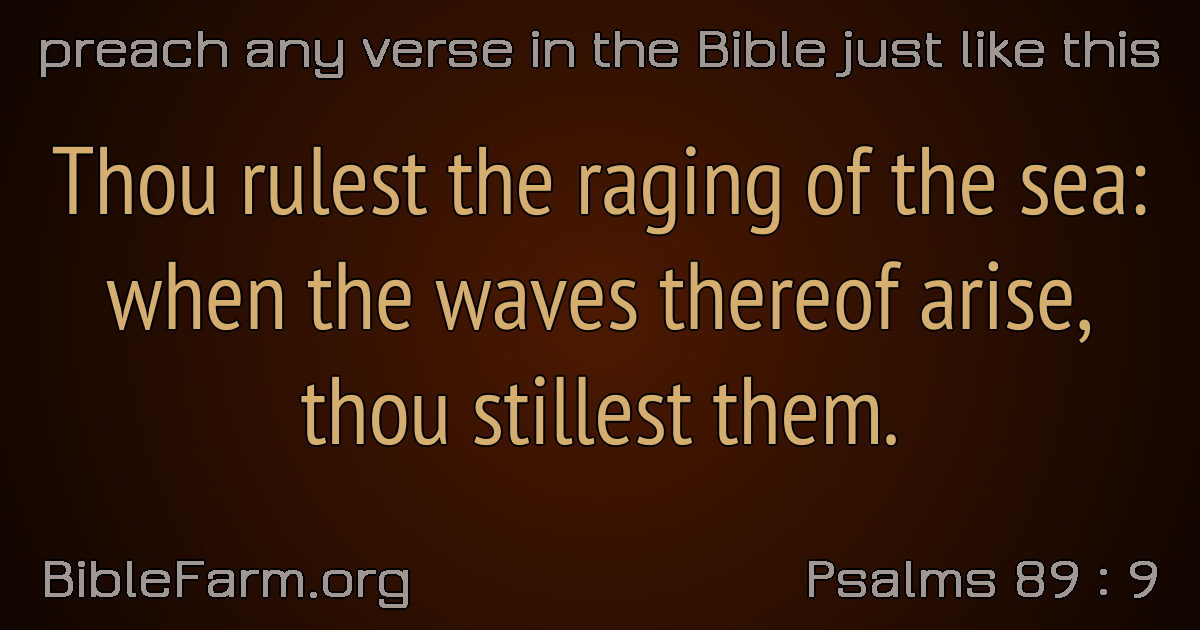 preach any verse in the Bible just like this
Thou rulest the raging of the sea:
when the waves thereof arise,
thou stillest them.
BibleFarm.org
Psalms 89 : 9